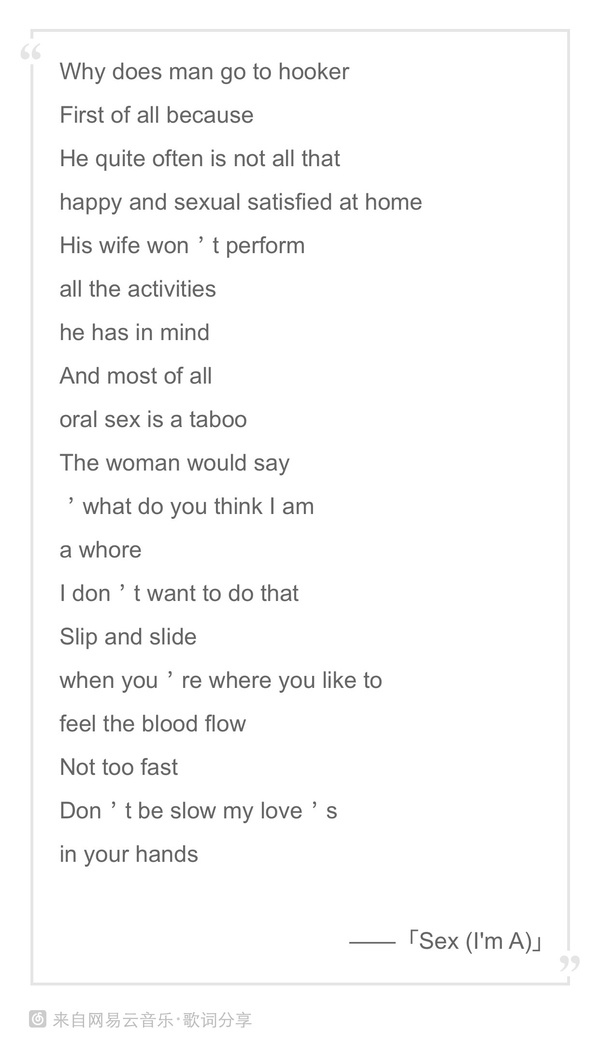 “
Why does man go to hooker
First of all because
He quite often is not all that
happy and sexual satisfied at home
His wife won ’ t perform
all the activities
he has in mind
And most of all
oral sex is a taboo
The woman would say
’ what do you think I am
a whore
I don ’ t want to do that
Slip and slide
when you ’ re where you like to
feel the blood flow
Not too fast
Don ’ t be slow my love ’ s
in your hands
——「Sex (I'm A)」
”
来自网易云音乐·歌词分享